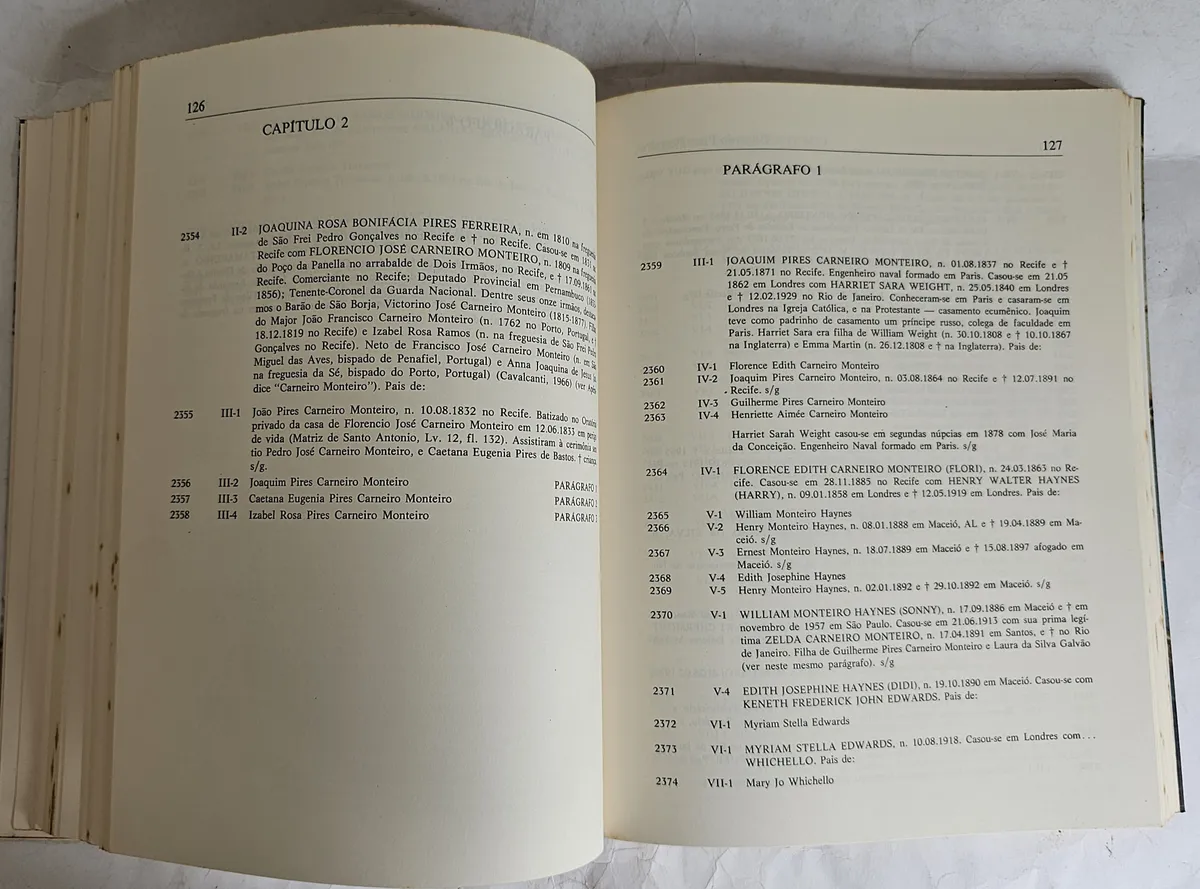 126
CAPÍTULO 2
2354 II-2 JOAQUINA ROSA BONIFÁCIA PIRES FERREIRA, n. em 1810 na freguesia
de São Frei Pedro Gonçalves no Recife e † no Recife. Casou-se em
Recife com FLORENCIO JOSÉ CARNEIRO MONTEIRO, n. 1809 na freguesia
do Poço da Panella no arrabalde de Dois Irmãos, no Recife, e † 17.09
Recife. Comerciante no Recife; Deputado Provincial em Pernambuco
1856); Tenente-Coronel da Guarda Nacional. Dentre seus onze irmãos,
mos o Barão de São Borja, Victorino José Carneiro Monteiro (1815-1877). Filho
do Major João Francisco Carneiro Monteiro (n. 1762 no Porto, Portugal, e †
18.12.1819 no Recife) e Izabel Rosa Ramos (n. na freguesia de São Frei Pedro
Gonçalves no Recife). Neto de Francisco José Carneiro Monteiro (n. em São
Miguel das Aves, bispado de Penafiel, Portugal) e Anna Joaquina de Jesus
na freguesia da Sé, bispado do Porto, Portugal) (Cavalcanti, 1966) (ver
dice “Carneiro Monteiro”). Pais de:
2355 III-1 João Pires Carneiro Monteiro, n. 10.08.1832 no Recife. Batizado no Oratório
privado da casa de Florencio José Carneiro Monteiro em 12.06.1833 em perigo
de vida (Matriz de Santo Antonio, Lv. 12, fl. 132). Assistiram à cerimônia
tio Pedro José Carneiro Monteiro, e Caetana Eugenia Pires de Bastos. † criança.
s/g.
2356 III-2 Joaquim Pires Carneiro Monteiro PARÁGRAFO 1
2357 III-3 Caetana Eugenia Pires Carneiro Monteiro PARÁGRAFO 2
2358 III-4 Izabel Rosa Pires Carneiro Monteiro PARÁGRAFO 3
127
PARÁGRAFO 1
2359 III-1 JOAQUIM PIRES CARNEIRO MONTEIRO, n. 01.08.1837 no Recife e †
21.05.1871 no Recife. Engenheiro naval formado em Paris. Casou-se em 21.05
1862 em Londres com HARRIET SARA WEIGHT, n. 25.05.1840 em Londres
e † 12.02.1929 no Rio de Janeiro. Conheceram-se em Paris e casaram-se em
Londres na Igreja Católica, e na Protestante — casamento ecumênico. Joaquim
teve como padrinho de casamento um príncipe russo, colega de faculdade em
Paris. Harriet Sara era filha de William Weight (n. 30.10.1808 e † 10.10.1867
na Inglaterra) e Emma Martin (n. 26.12.1808 e † na Inglaterra). Pais de:
2360 IV-1 Florence Edith Carneiro Monteiro
2361 IV-2 Joaquim Pires Carneiro Monteiro, n. 03.08.1864 no Recife e † 12.07.1891 no
Recife. s/g
2362 IV-3 Guilherme Pires Carneiro Monteiro
2363 IV-4 Henriette Aimée Carneiro Monteiro
Harriet Sarah Weight casou-se em segundas núpcias em 1878 com José Maria
da Conceição. Engenheiro Naval formado em Paris. s/g
2364 IV-1 FLORENCE EDITH CARNEIRO MONTEIRO (FLORI), n. 24.03.1863 no Re-
cife. Casou-se em 28.11.1885 no Recife com HENRY WALTER HAYNES
(HARRY), n. 09.01.1858 em Londres e † 12.05.1919 em Londres. Pais de:
2365 V-1 William Monteiro Haynes
2366 V-2 Henry Monteiro Haynes, n. 08.01.1888 em Maceió, AL e † 19.04.1889 em Ma-
ceió. s/g
2367 V-3 Ernest Monteiro Haynes, n. 18.07.1889 em Maceió e † 15.08.1897 afogado em
Maceió. s/g
2368 V-4 Edith Josephine Haynes
2369 V-5 Henry Monteiro Haynes, n. 02.01.1892 e † 29.10.1892 em Maceió. s/g
2370 V-1 WILLIAM MONTEIRO HAYNES (SONNY), n. 17.09.1886 em Maceió e † em
novembro de 1957 em São Paulo. Casou-se em 21.06.1913 com sua prima legí-
tima ZELDA CARNEIRO MONTEIRO, n. 17.04.1891 em Santos, e † no Rio
de Janeiro. Filha de Guilherme Pires Carneiro Monteiro e Laura da Silva Galvão
(ver neste mesmo parágrafo). s/g
2371 V-4 EDITH JOSEPHINE HAYNES (DIDI), n. 19.10.1890 em Maceió. Casou-se com
KENETH FREDERICK JOHN EDWARDS. Pais de:
2372 VI-1 Myriam Stella Edwards
2373 VI-1 MYRIAM STELLA EDWARDS, n. 10.08.1918. Casou-se em Londres com...
WHICHELLO. Pais de:
2374 VII-1 Mary Jo Whichello